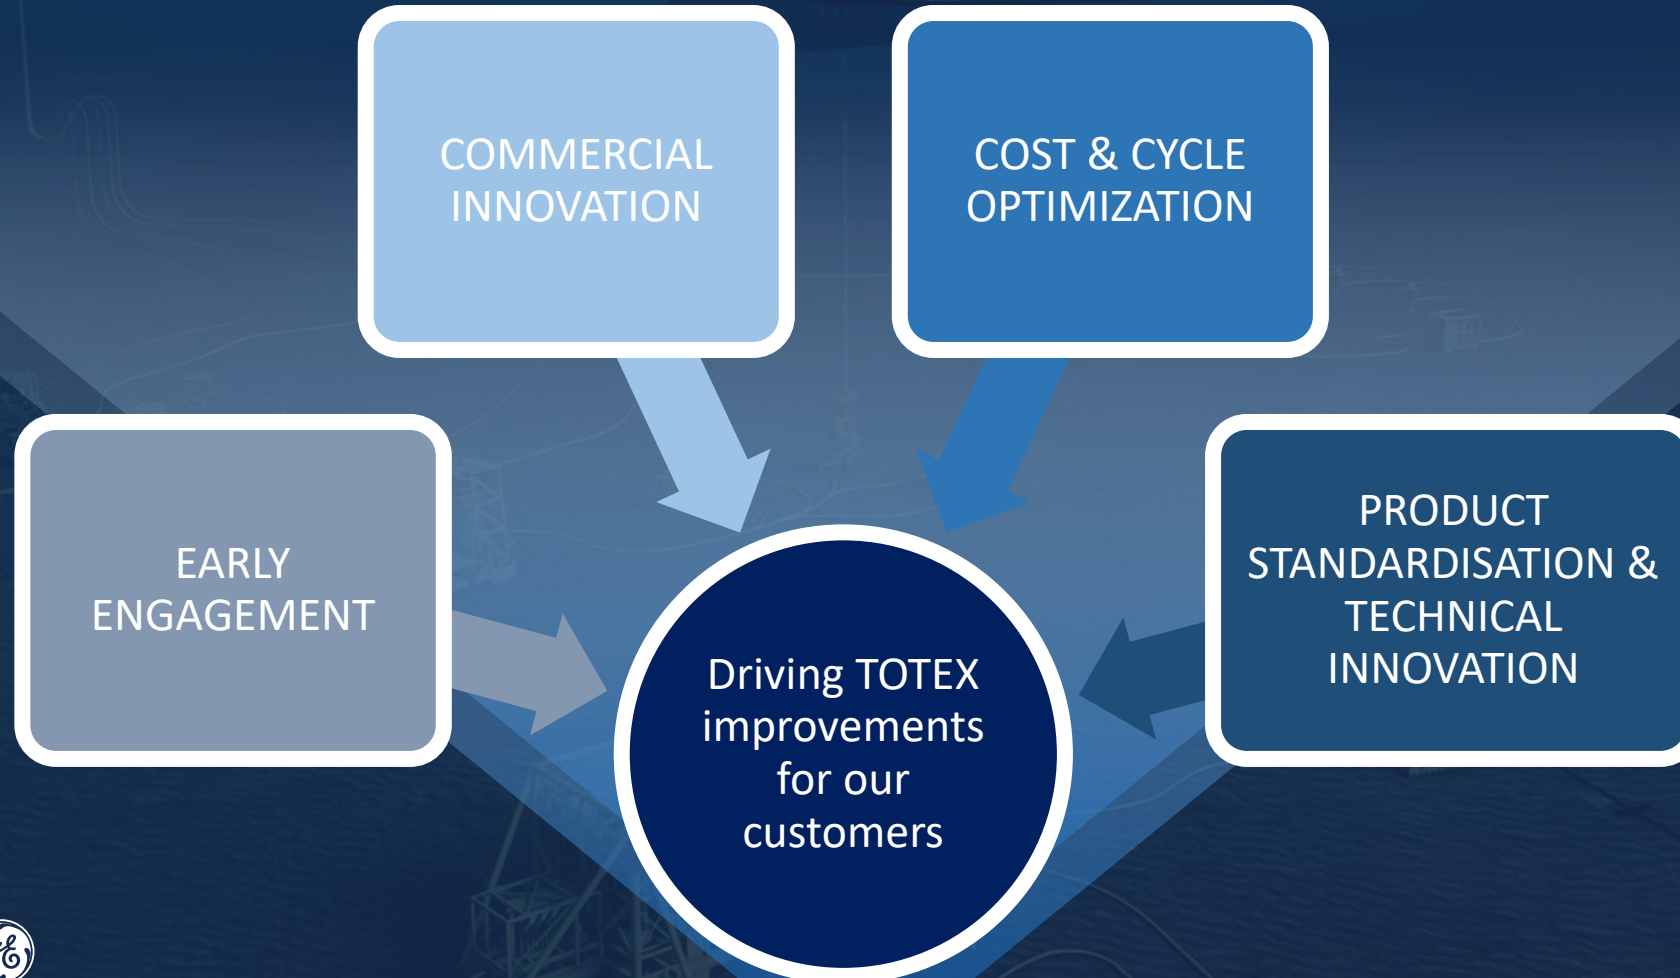 COMMERCIAL
INNOVATION
COST & CYCLE
OPTIMIZATION
EARLY
ENGAGEMENT
PRODUCT
STANDARDISATION &
TECHNICAL
INNOVATION
Driving TOTEX
improvements
for our
customers